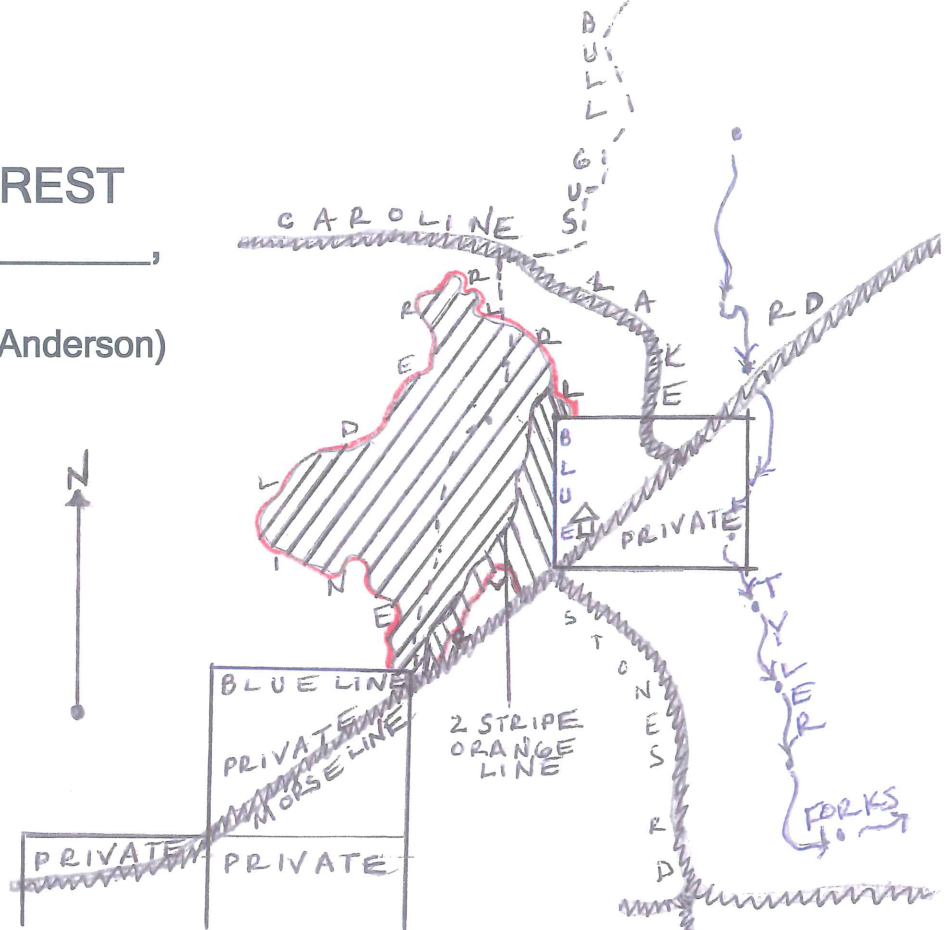 BULL GUS
REST
,
CAROLINE LAKE RD
Anderson)
N
RED LINE
BLUE
PRIVATE
TYLER
FORKS
STONES RD
2 STRIPE
ORANGE
LINE
BLUE LINE
PRIVATE
MORSE LINE
PRIVATE
PRIVATE